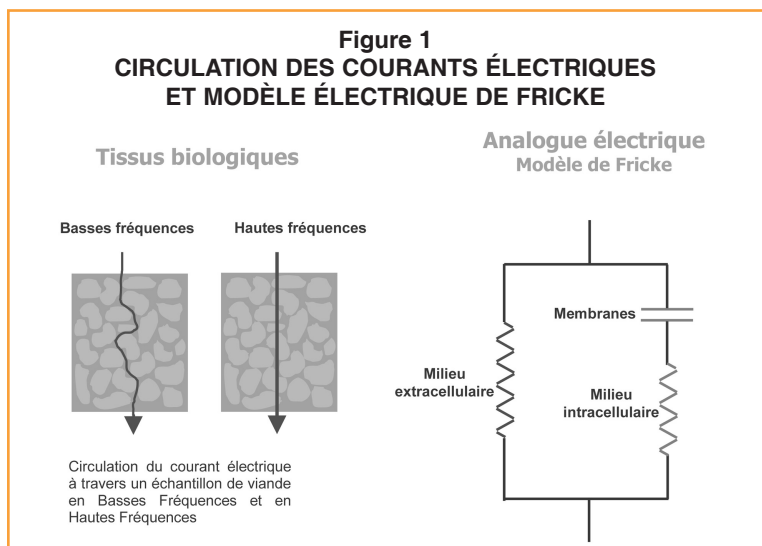 Figure 1
CIRCULATION DES COURANTS ÉLECTRIQUES
ET MODÈLE ÉLECTRIQUE DE FRICKE
Tissus biologiques
Analogue électrique
Modèle de Fricke
Basses fréquences
Hautes fréquences
Membranes
Milieu
extracellulaire
Milieu
intracellulaire
Circulation du courant électrique
à travers un échantillon de viande
en Basses Fréquences et en
Hautes Fréquences